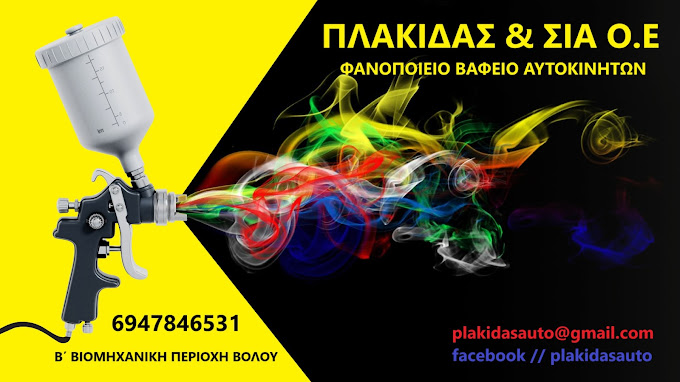 ΠΛΑΚΙΔΑΣ & ΣΙΑ Ο.Ε
ΦΑΝΟΠΟΙΕΙΟ ΒΑΦΕΙΟ ΑΥΤΟΚΙΝΗΤΩΝ
6947846531
Β΄ ΒΙΟΜΗΧΑΝΙΚΗ ΠΕΡΙΟΧΗ ΒΟΛΟΥ
plakidasauto@gmail.com
facebook // plakidasauto